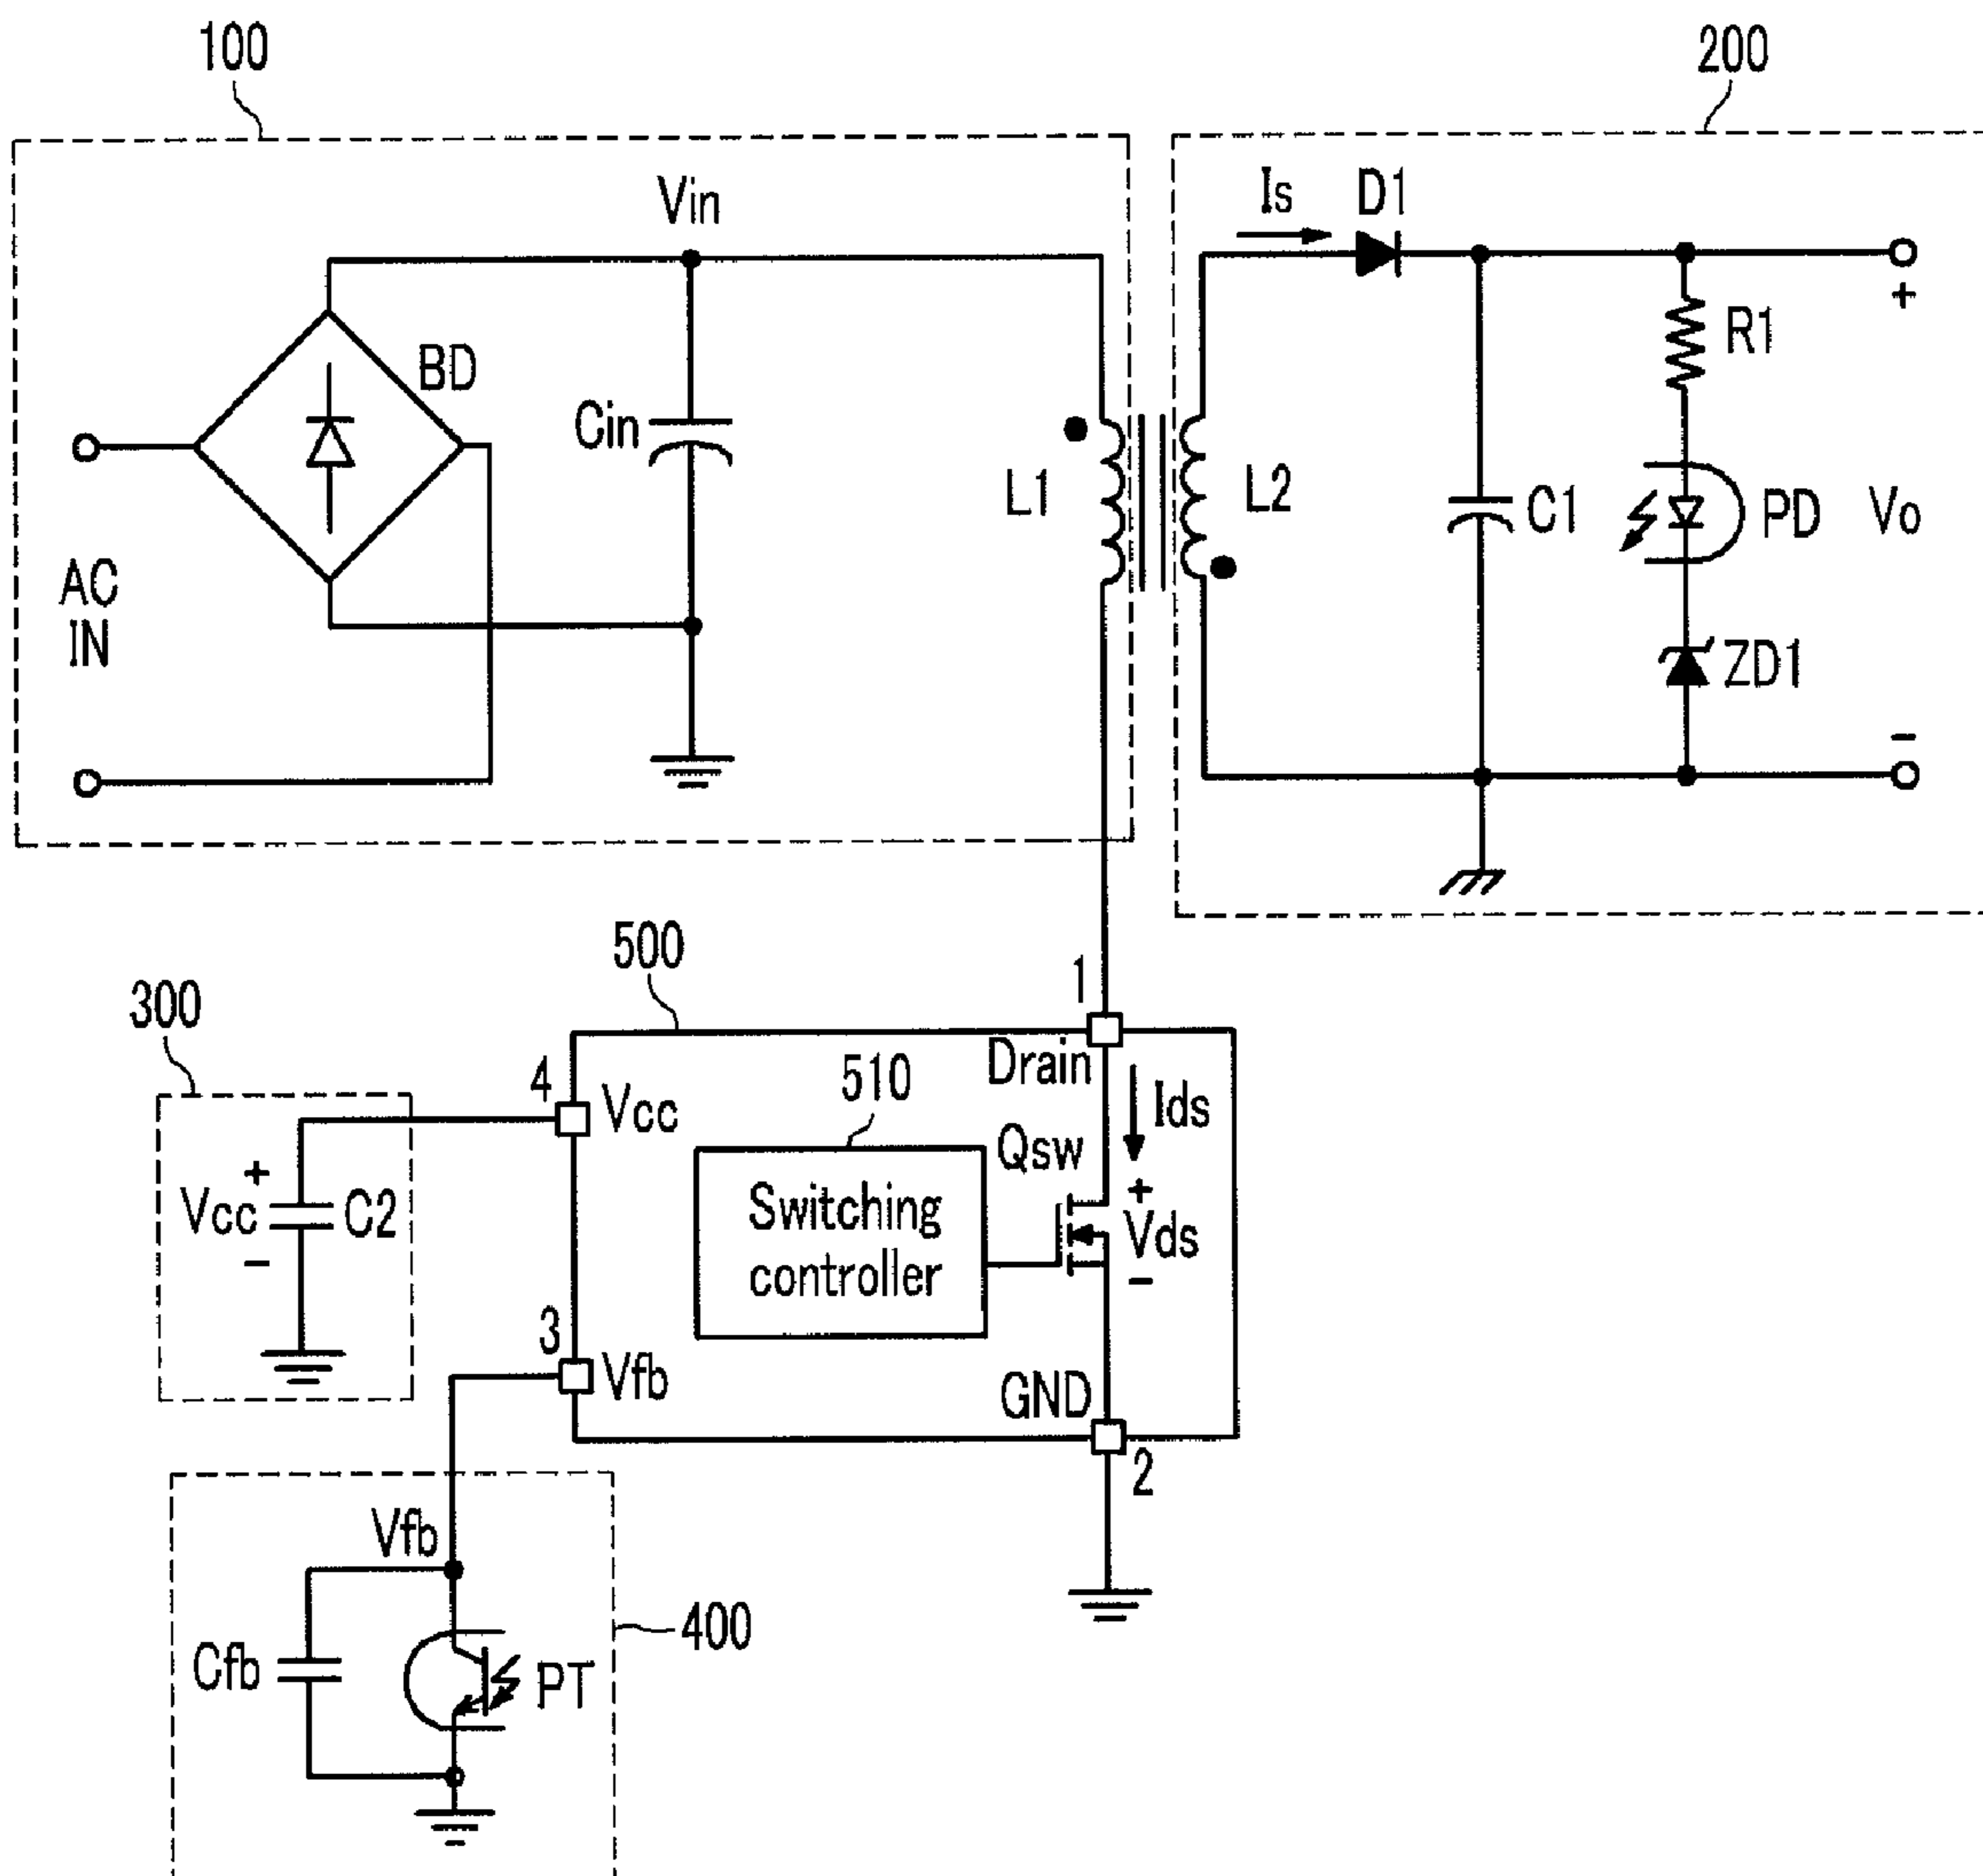 100
200
Vin
Is
D1
+
R1
BD
Cin
L1
L2
C1
PD
Vo
AC
IN
ZD1
-
500
1
300
Drain
510
4
Vcc
Ids
Qsw
+
+
Vcc
C2
Switching
controller
Vds
-
-
3
Vfb
GND
2
Vfb
400
Cfb
PT